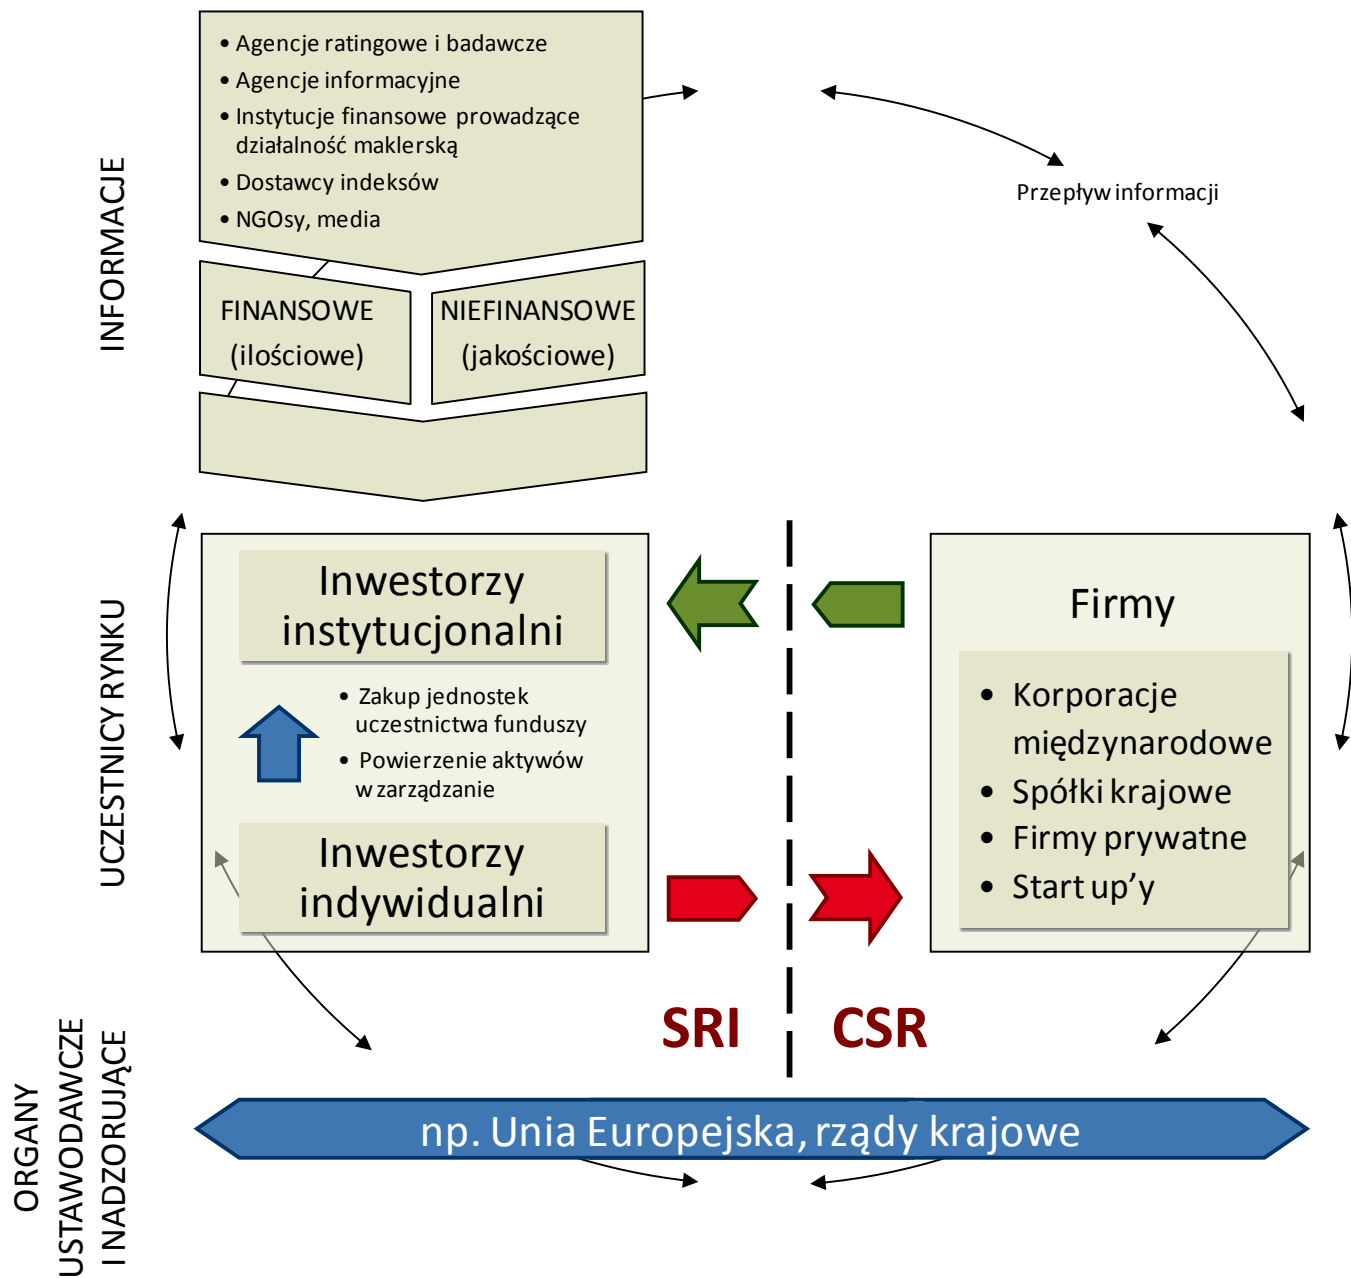 INFORMACJE
• Agencje ratingowe i badawcze
• Agencje informacyjne
• Instytucje finansowe prowadzące
działalność maklerską
• Dostawcy indeksów
• NGOsy, media
Przepływ informacji
FINANSOWE
(ilościowe)
NIEFINANSOWE
(jakościowe)
UCZESTNICY RYNKU
Inwestorzy
instytucjonalni
• Zakup jednostek
uczestnictwa funduszy
• Powierzenie aktywów
w zarządzanie
Inwestorzy
indywidualni
Firmy
• Korporacje
międzynarodowe
• Spółki krajowe
• Firmy prywatne
• Start up’y
SRI
CSR
ORGANY
USTAWODAWCZE
I NADZORUJĄCE
np. Unia Europejska, rządy krajowe